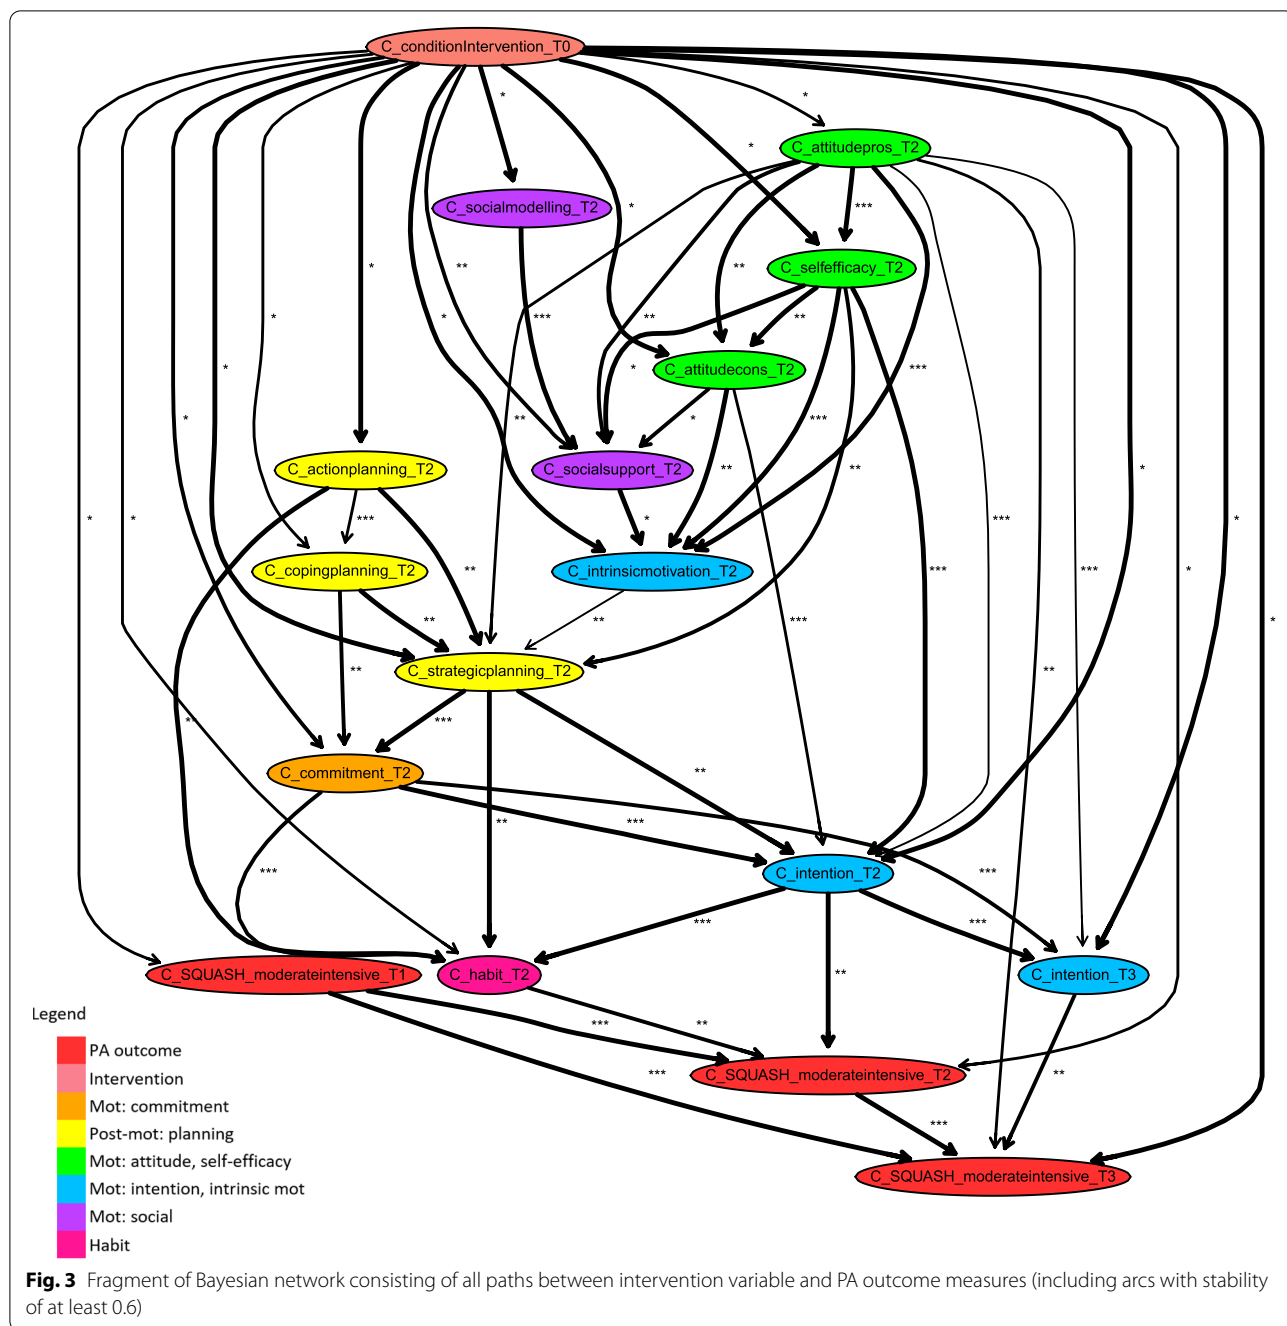 C_conditionIntervention_T0
*
*
C_attitudepros_T2
*
C_socialmodelling_T2
*
***
C_selfefficacy_T2
*
**
**
*
*
***
**
**
*
C_attitudecons_T2
*
*
***
*
**
***
C_actionplanning_T2
C_socialsupport_T2
**
**
*
*
*
***
*
***
*
*
C_copingplanning_T2
C_intrinsicmotivation_T2
**
***
***
**
**
***
*
C_strategicplanning_T2
**
**
**
***
C_commitment_T2
**
**
***
***
C_intention_T2
***
***
***
C_SQUASH_moderateintensive_T1
C_habit_T2
**
C_intention_T3
Legend
***
**
PA outcome
***
C_SQUASH_moderateintensive_T2
**
Intervention
Mot: commitment
***
Post-mot: planning
Mot: attitude, self-efficacy
C_SQUASH_moderateintensive_T3
Mot: intention, intrinsic mot
Mot: social
Habit
Fig. 3 Fragment of Bayesian network consisting of all paths between intervention variable and PA outcome measures (including arcs with stability
of at least 0.6)